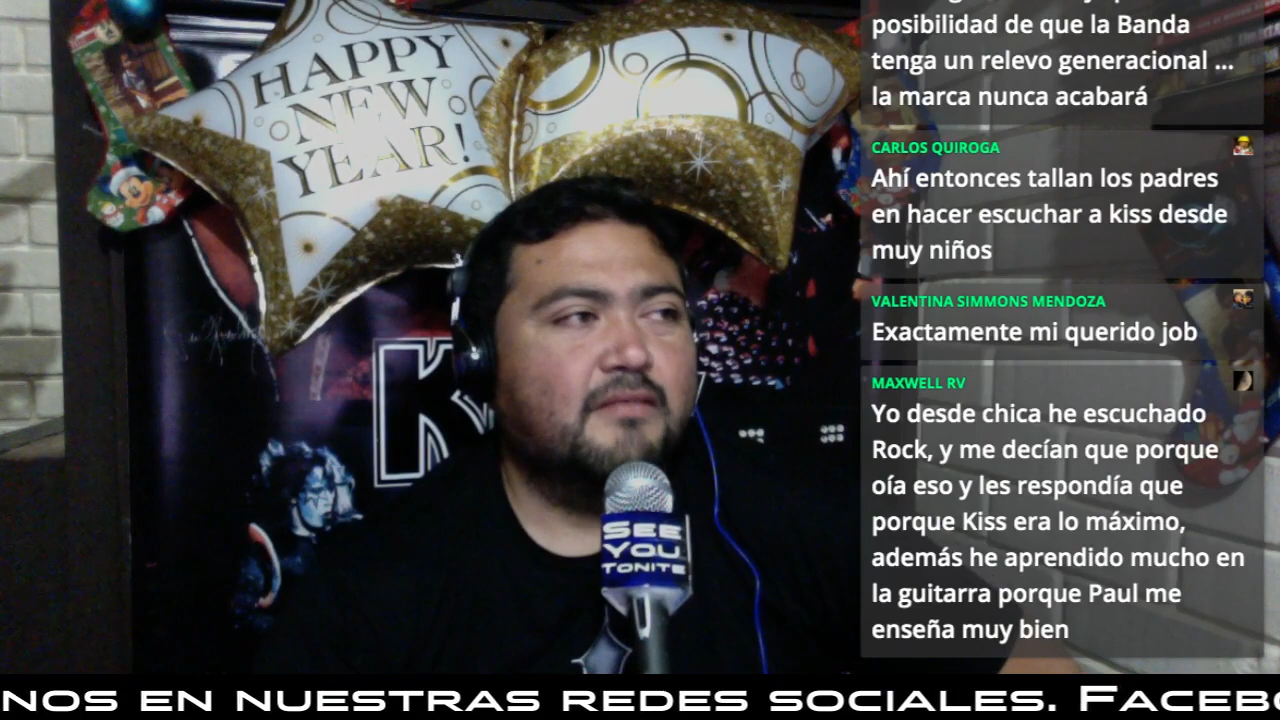 HAPPY
NEW
YEAR!
SEE
YOU
TONITE
posibilidad de que la Banda
tenga un relevo generacional ...
la marca nunca acabará
CARLOS QUIROGA
Ahí entonces tallan los padres
en hacer escuchar a kiss desde
muy niños
VALENTINA SIMMONS MENDOZA
Exactamente mi querido job
MAXWELL RV
Yo desde chica he escuchado
Rock, y me decían que porque
oía eso y les respondía que
porque Kiss era lo máximo,
además he aprendido mucho en
la guitarra porque Paul me
enseña muy bien
NOS EN NUESTRAS REDES SOCIALES. FACEBO